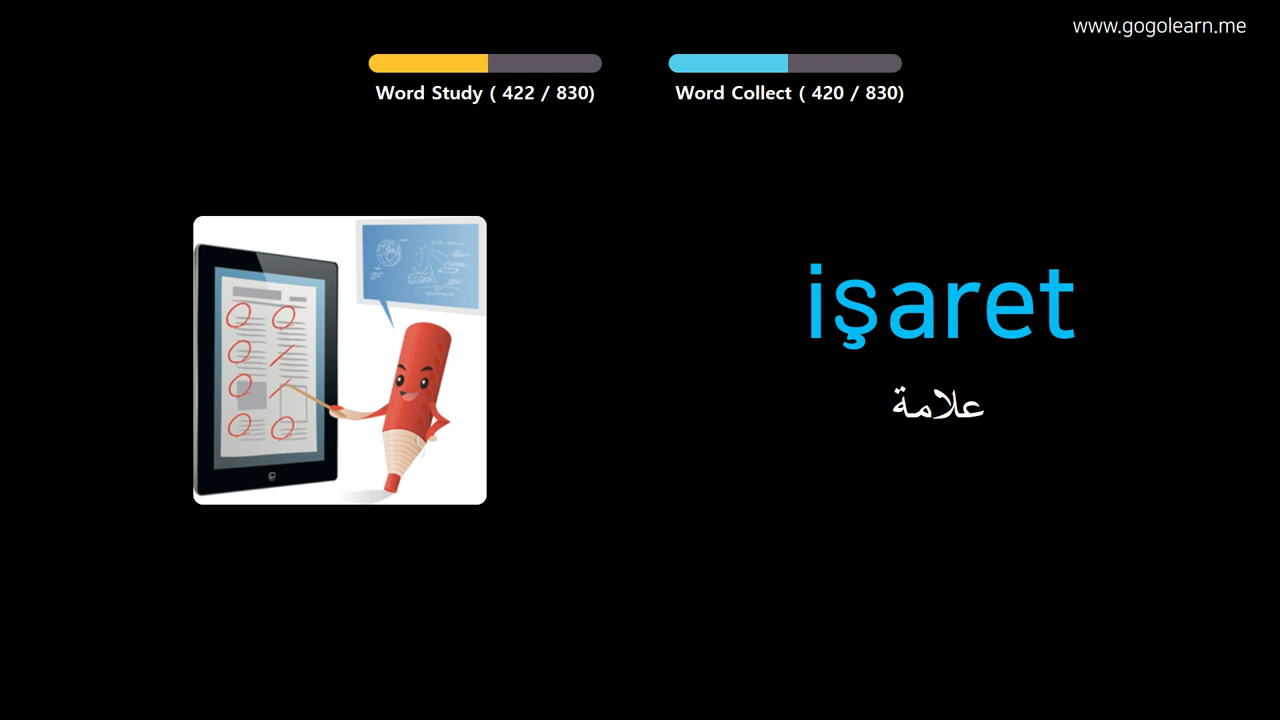 www.gogolearn.me
Word Study ( 422 / 830)
Word Collect ( 420 / 830)
işaret
علامة